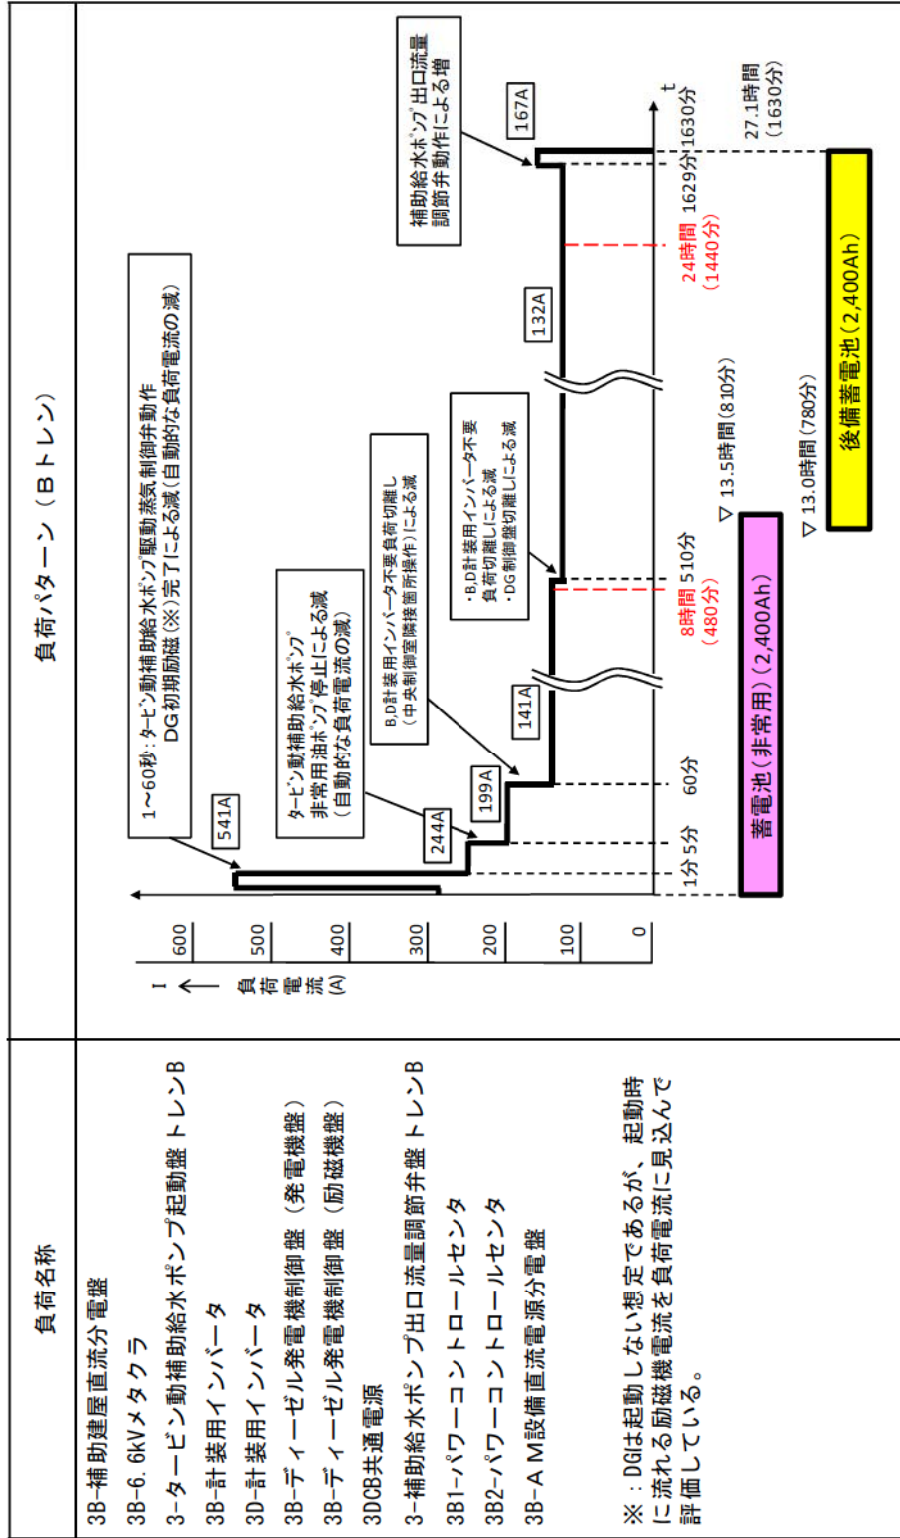 負荷名称
3B-補助建屋直流分電盤
3B-6.6kVメタクラ
3-タービン動補助給水ポンプ起動盤トレンB
3B-計装用インバータ
3D-計装用インバータ
3B-ディーゼル発電機制御盤（発電機盤）
3B-ディーゼル発電機制御盤（励磁機盤）
3DCB共通電源
3-補助給水ポンプ出口流量調節弁盤トレンB
3B1-パワーコントロールセンタ
3B2-パワーコントロールセンタ
3B-ＡＭ設備直流電源分電盤
※：DGは起動しない想定であるが、起動時
に流れる励磁機電流を負荷電流に見込んで
評価している。
負荷パターン（Ｂトレン）
I
負
荷
電
流
(A)
600
500
400
300
200
100
0
1～60秒：ﾀｰﾋﾞﾝ動補助給水ﾎﾟﾝﾌﾟ駆動蒸気制御弁動作
DG初期励磁(※)完了による減(自動的な負荷電流の減)
541A
ﾀｰﾋﾞﾝ動補助給水ﾎﾟﾝﾌﾟ
非常用油ﾎﾟﾝﾌﾟ停止による減
(自動的な負荷電流の減)
244A
B,D計装用インバータ不要負荷切離し
(中央制御室隣接箇所操作)による減
199A
141A
・B,D計装用インバータ不要
負荷切離しによる減
・DG制御盤切離しによる減
132A
補助給水ﾎﾟﾝﾌﾟ出口流量
調節弁動作による増
167A
t
1分
5分
60分
8時間
(480分)
510分
24時間
(1440分)
1629分
1630分
27.1時間
(1630分)
▽ 13.5時間(810分)
蓄電池(非常用)(2,400Ah)
▽ 13.0時間(780分)
後備蓄電池(2,400Ah)